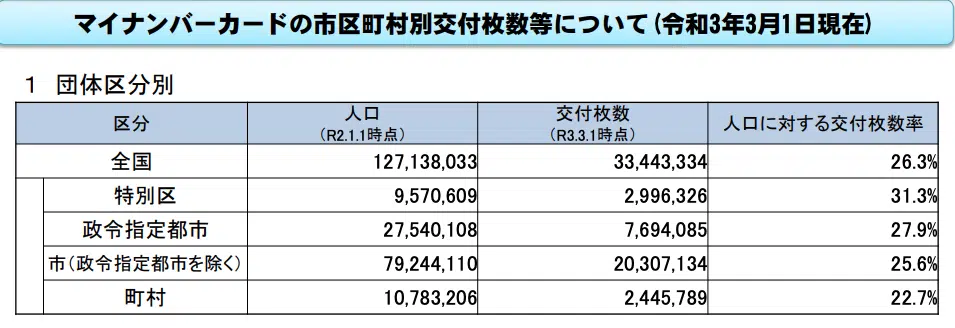 マイナンバーカードの市区町村別交付枚数等について(令和3年3月1日現在)
1 団体区分別
区分 人口 (R2.1.1時点) 交付枚数 (R3.3.1時点) 人口に対する交付枚数率
全国 127,138,033 33,443,334 26.3%
特別区 9,570,609 2,996,326 31.3%
政令指定都市 27,540,108 7,694,085 27.9%
市(政令指定都市を除く) 79,244,110 20,307,134 25.6%
町村 10,783,206 2,445,789 22.7%